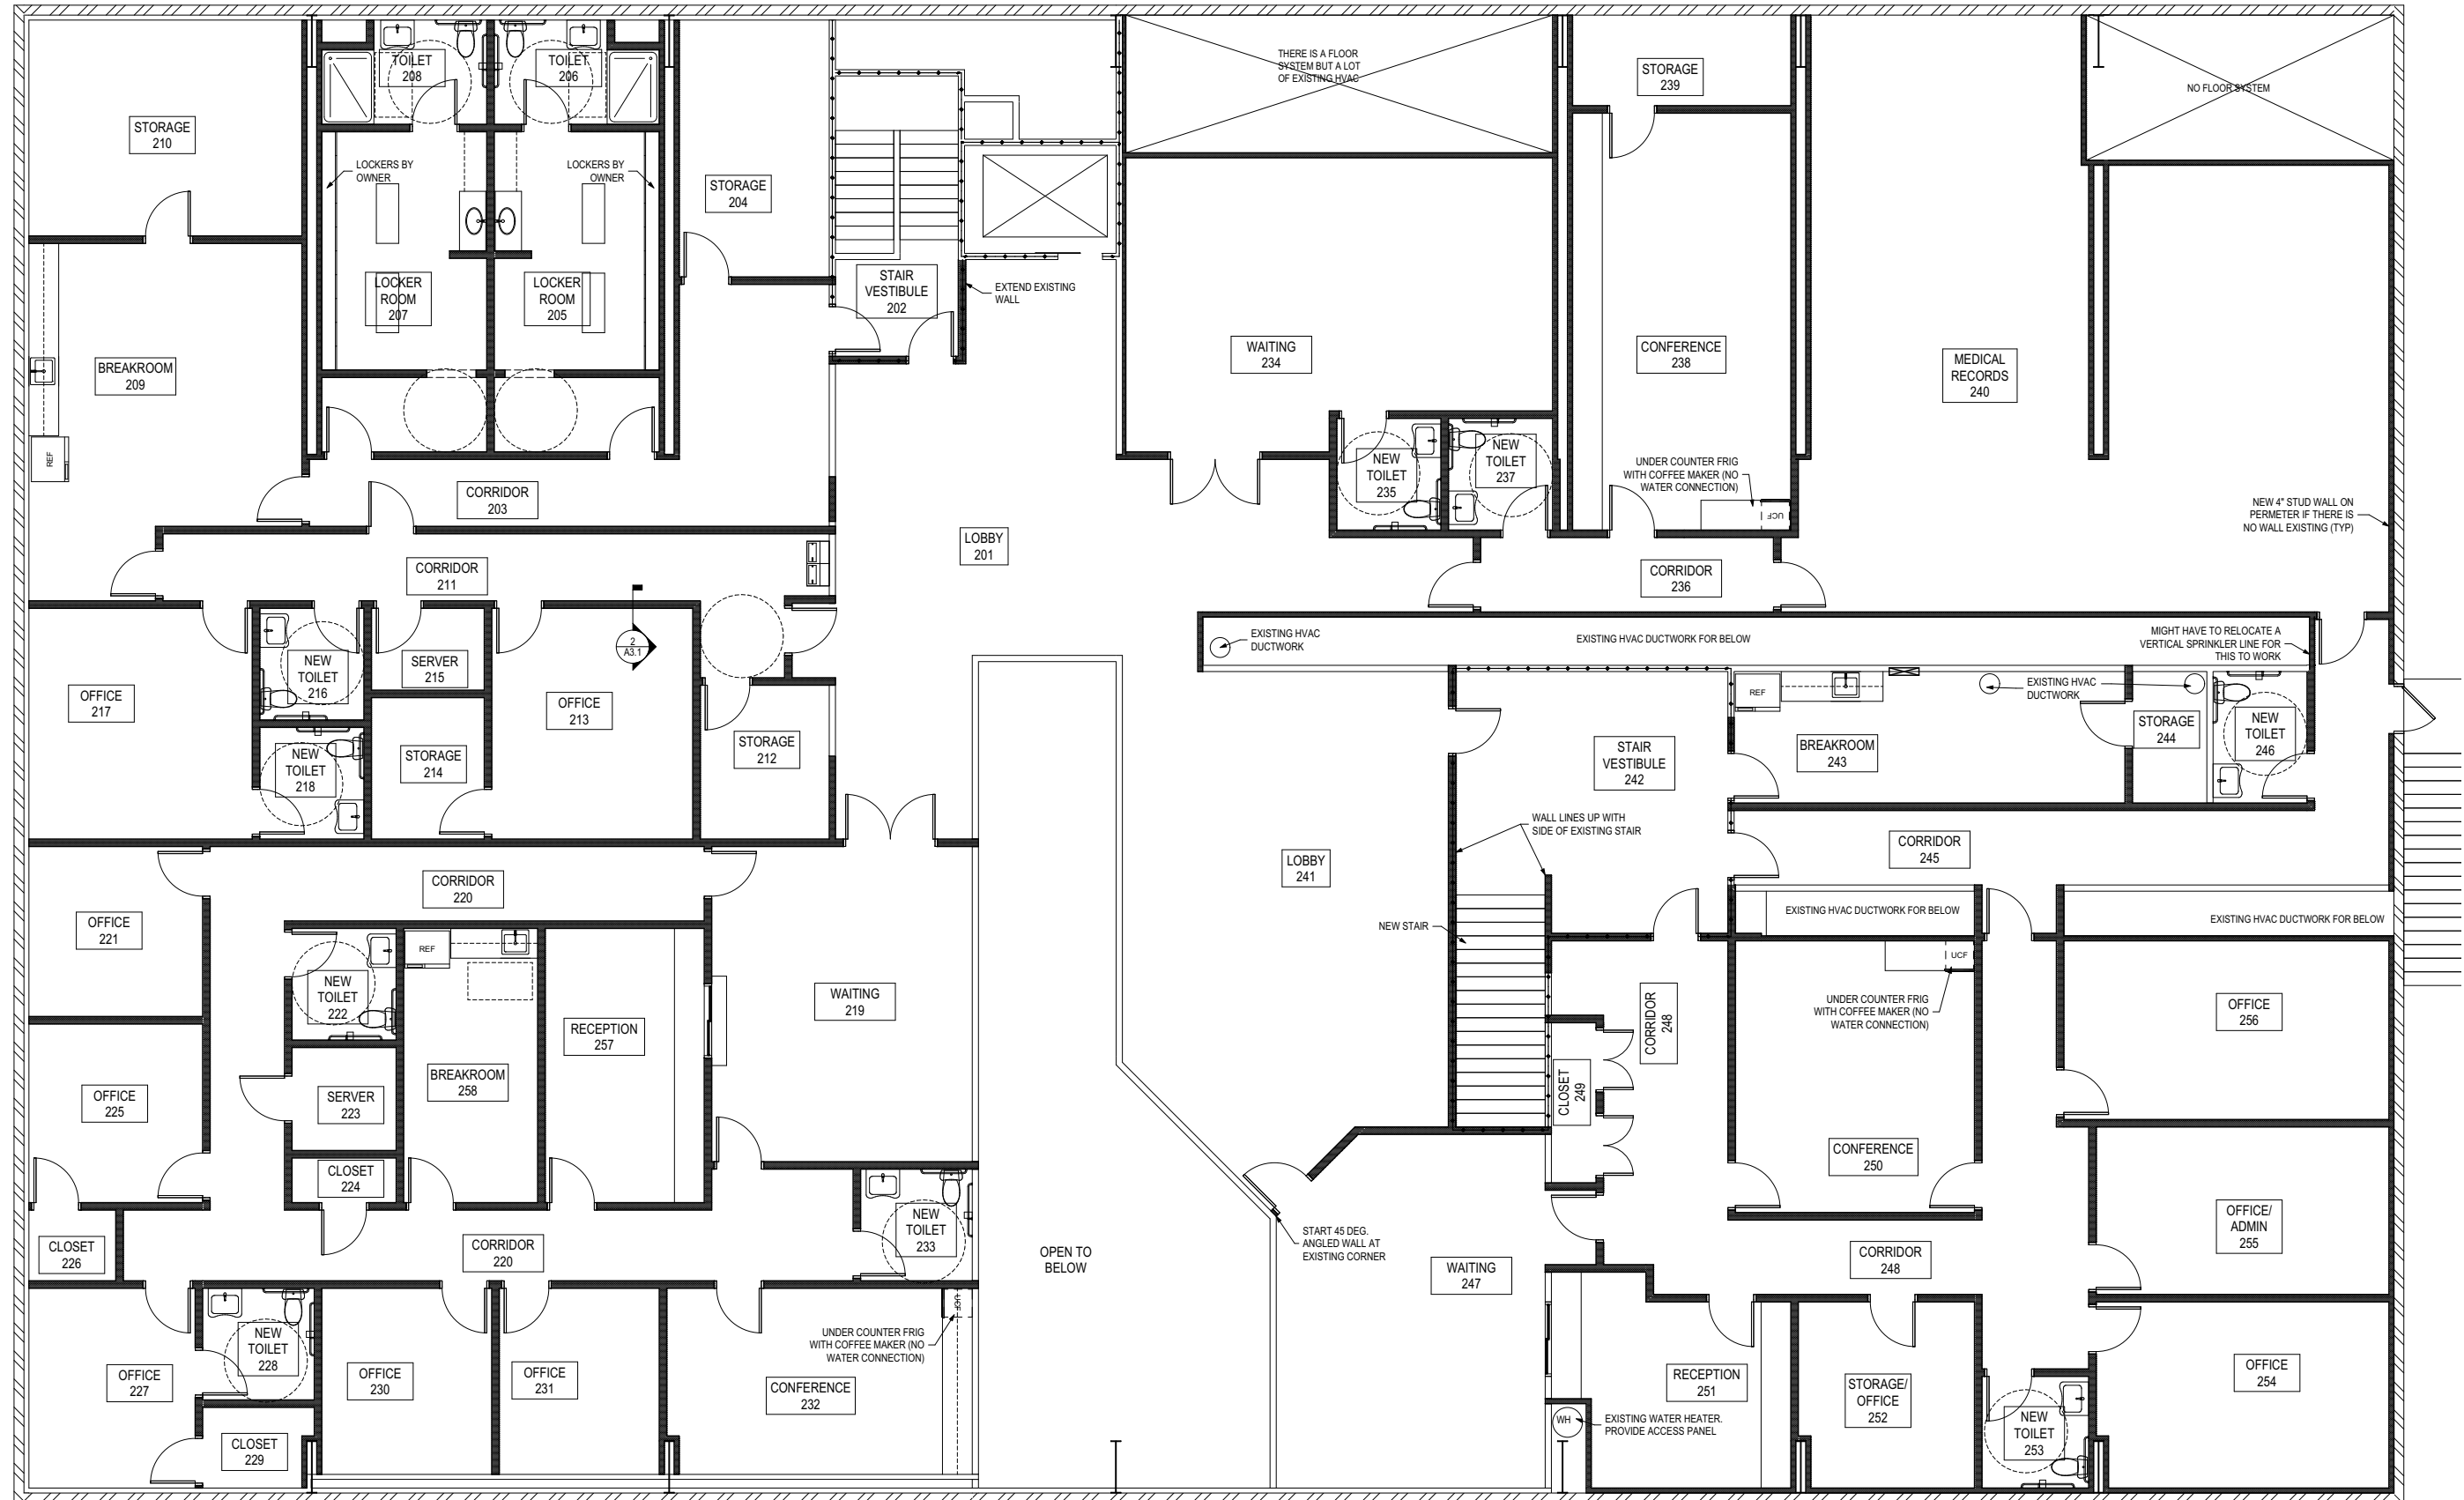 THERE IS A FLOOR
SYSTEM BUT A LOT
OF EXISTING HVAC
NO FLOOR SYSTEM
TOILET
208
TOILET
206
STORAGE
239
STORAGE
210
LOCKERS BY
OWNER
LOCKERS BY
OWNER
STORAGE
204
STAIR
VESTIBULE
202
EXTEND EXISTING
WALL
LOCKER
ROOM
207
LOCKER
ROOM
205
BREAKROOM
209
REF
WAITING
234
CONFERENCE
238
MEDICAL
RECORDS
240
NEW
TOILET
235
NEW
TOILET
237
UNDER COUNTER FRIG
WITH COFFEE MAKER (NO
WATER CONNECTION)
UCF
CORRIDOR
203
NEW 4" STUD WALL ON
PERMETER IF THERE IS
NO WALL EXISTING (TYP)
LOBBY
201
CORRIDOR
211
CORRIDOR
236
2
A3.1
EXISTING HVAC
DUCTWORK
EXISTING HVAC DUCTWORK FOR BELOW
MIGHT HAVE TO RELOCATE A
VERTICAL SPRINKLER LINE FOR
THIS TO WORK
OFFICE
217
NEW
TOILET
216
SERVER
215
OFFICE
213
STORAGE
212
NEW
TOILET
218
STORAGE
214
REF
EXISTING HVAC
DUCTWORK
STORAGE
244
NEW
TOILET
246
STAIR
VESTIBULE
242
BREAKROOM
243
WALL LINES UP WITH
SIDE OF EXISTING STAIR
LOBBY
241
CORRIDOR
245
CORRIDOR
220
OFFICE
221
NEW STAIR
EXISTING HVAC DUCTWORK FOR BELOW
EXISTING HVAC DUCTWORK FOR BELOW
REF
UCF
NEW
TOILET
222
RECEPTION
257
WAITING
219
UNDER COUNTER FRIG
WITH COFFEE MAKER (NO
WATER CONNECTION)
CORRIDOR
248
OFFICE
256
OFFICE
225
SERVER
223
BREAKROOM
258
CLOSET
249
CONFERENCE
250
CLOSET
224
CLOSET
226
CORRIDOR
220
NEW
TOILET
233
OPEN TO
BELOW
START 45 DEG.
ANGLED WALL AT
EXISTING CORNER
WAITING
247
CORRIDOR
248
OFFICE/
ADMIN
255
OFFICE
227
NEW
TOILET
228
OFFICE
230
OFFICE
231
UNDER COUNTER FRIG
WITH COFFEE MAKER (NO
WATER CONNECTION)
UCF
CONFERENCE
232
CLOSET
229
WH
EXISTING WATER HEATER.
PROVIDE ACCESS PANEL
RECEPTION
251
STORAGE/
OFFICE
252
NEW
TOILET
253
OFFICE
254